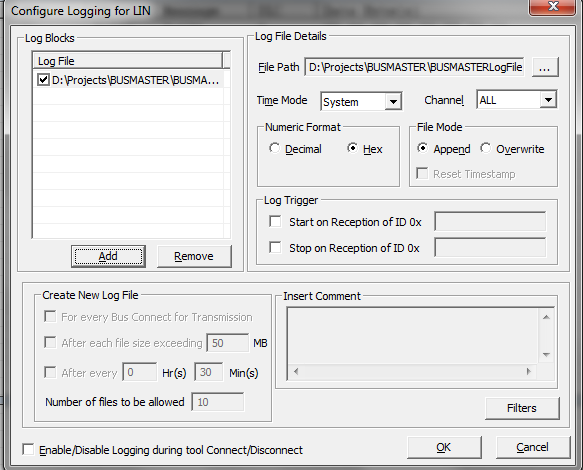 Configure Logging for LIN
Log Blocks
Log File
D:\Projects\BUSMASTER\BUSMA...
Add
Remove
Log File Details
File Path
D:\Projects\BUSMASTER\BUSMASTERLogFile
...
Time Mode
System
Channel
ALL
Numeric Format
Decimal
Hex
File Mode
Append
Overwrite
Reset Timestamp
Log Trigger
Start on Reception of ID 0x
Stop on Reception of ID 0x
Create New Log File
For every Bus Connect for Transmission
After each file size exceeding 50 MB
After every 0 Hr(s) 30 Min(s)
Number of files to be allowed 10
Insert Comment
Filters
Enable/Disable Logging during tool Connect/Disconnect
OK
Cancel